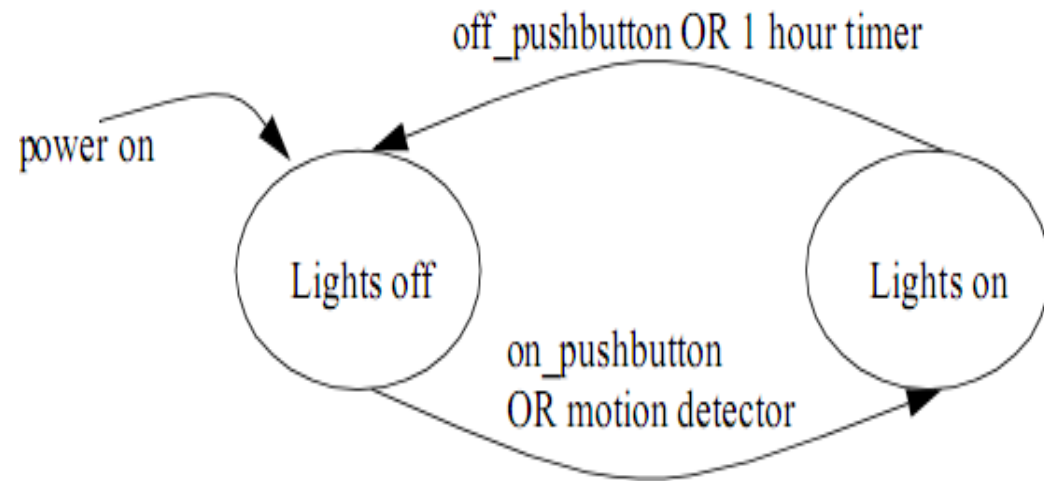 off_pushbutton OR 1 hour timer
power on
Lights off
Lights on
on_pushbutton
OR motion detector